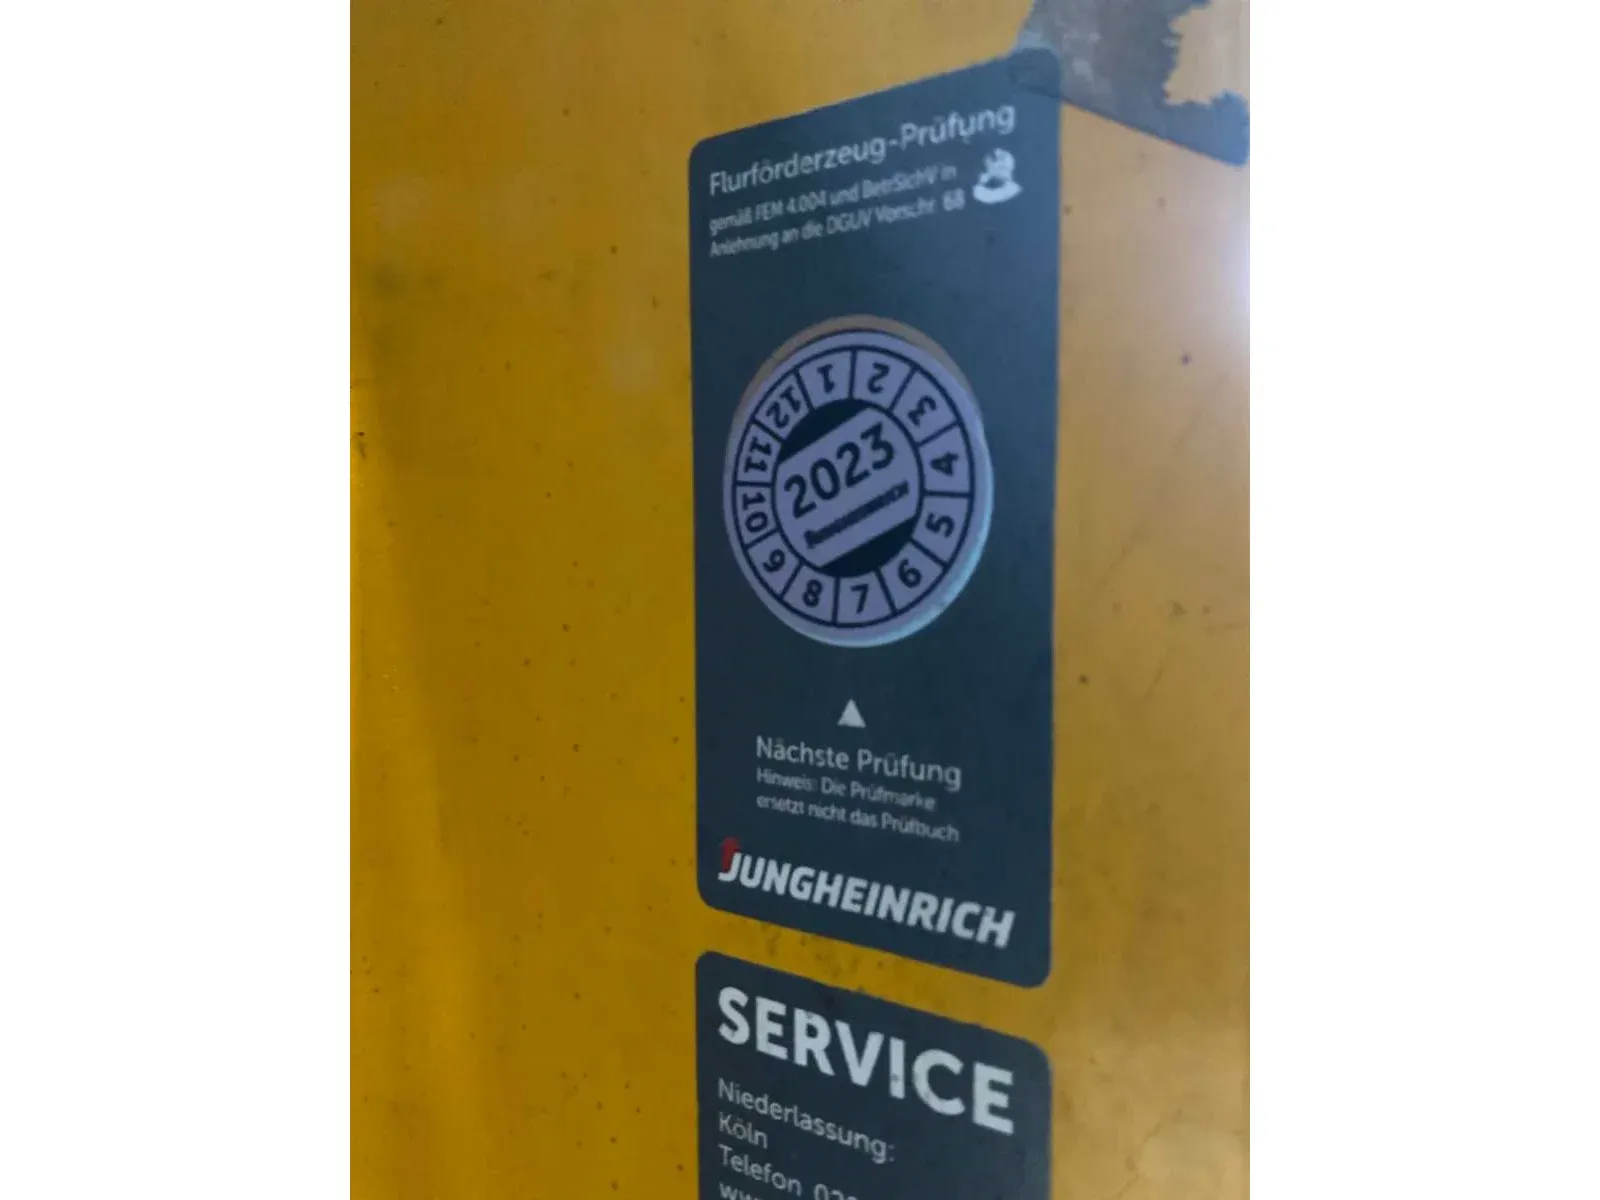 Flurförderzeug-Prüfung
gemäß FEM 4.004 und BetrSichV in
Anlehnung an die DGUV Vorschr. 68
1
2
3
4
5
6
7
8
9
10
11
12
2023
JUNGHEINRICH
Nächste Prüfung
Hinweis: Die Prüfmarke
ersetzt nicht das Prüfbuch
JUNGHEINRICH
SERVICE
Niederlassung:
Köln
Telefon